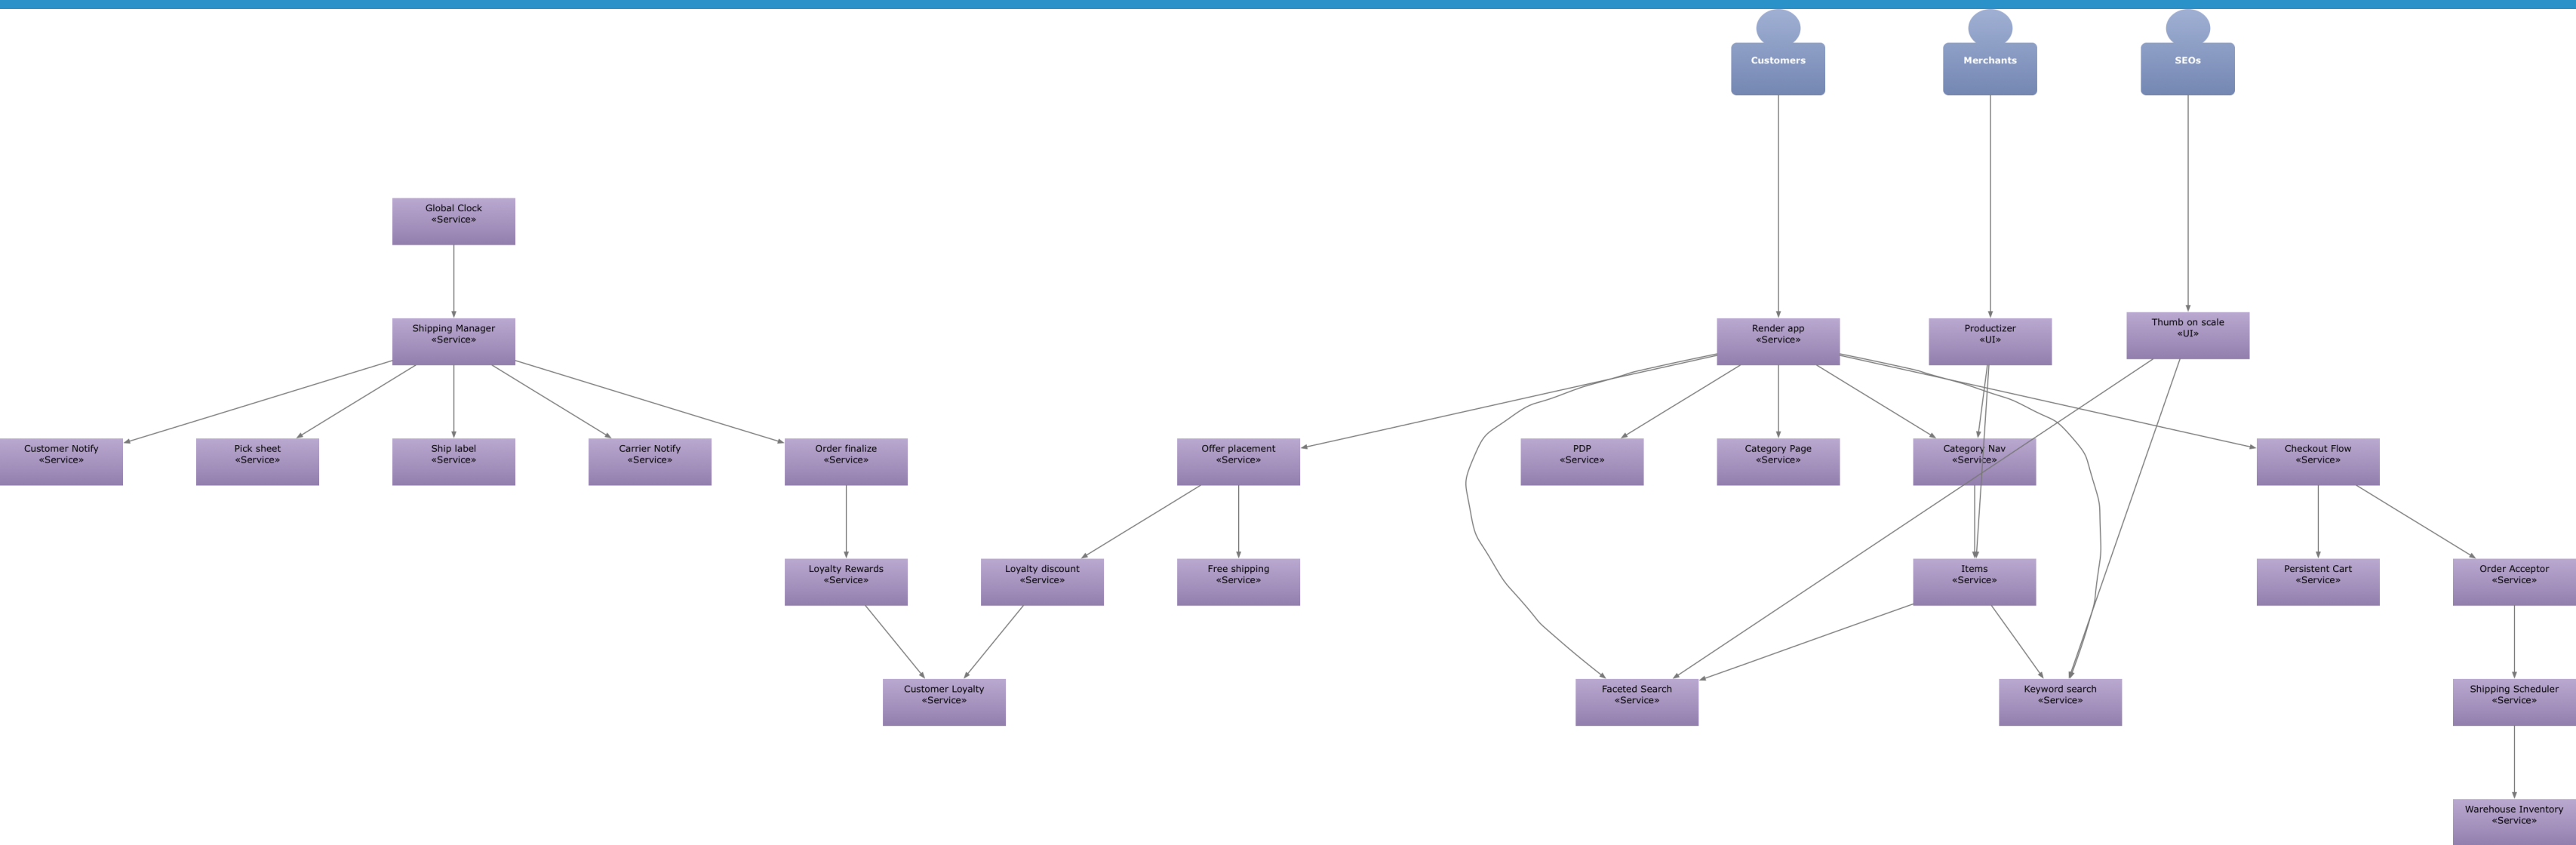 Customers
Merchants
SEOs
Global Clock
«Service»
Shipping Manager
«Service»
Render app
«Service»
Productizer
«UI»
Thumb on scale
«UI»
Customer Notify
«Service»
Pick sheet
«Service»
Ship label
«Service»
Carrier Notify
«Service»
Order finalize
«Service»
Offer placement
«Service»
PDP
«Service»
Category Page
«Service»
Category Nav
«Service»
Checkout Flow
«Service»
Loyalty Rewards
«Service»
Loyalty discount
«Service»
Free shipping
«Service»
Items
«Service»
Persistent Cart
«Service»
Order Acceptor
«Service»
Customer Loyalty
«Service»
Faceted Search
«Service»
Keyword search
«Service»
Shipping Scheduler
«Service»
Warehouse Inventory
«Service»